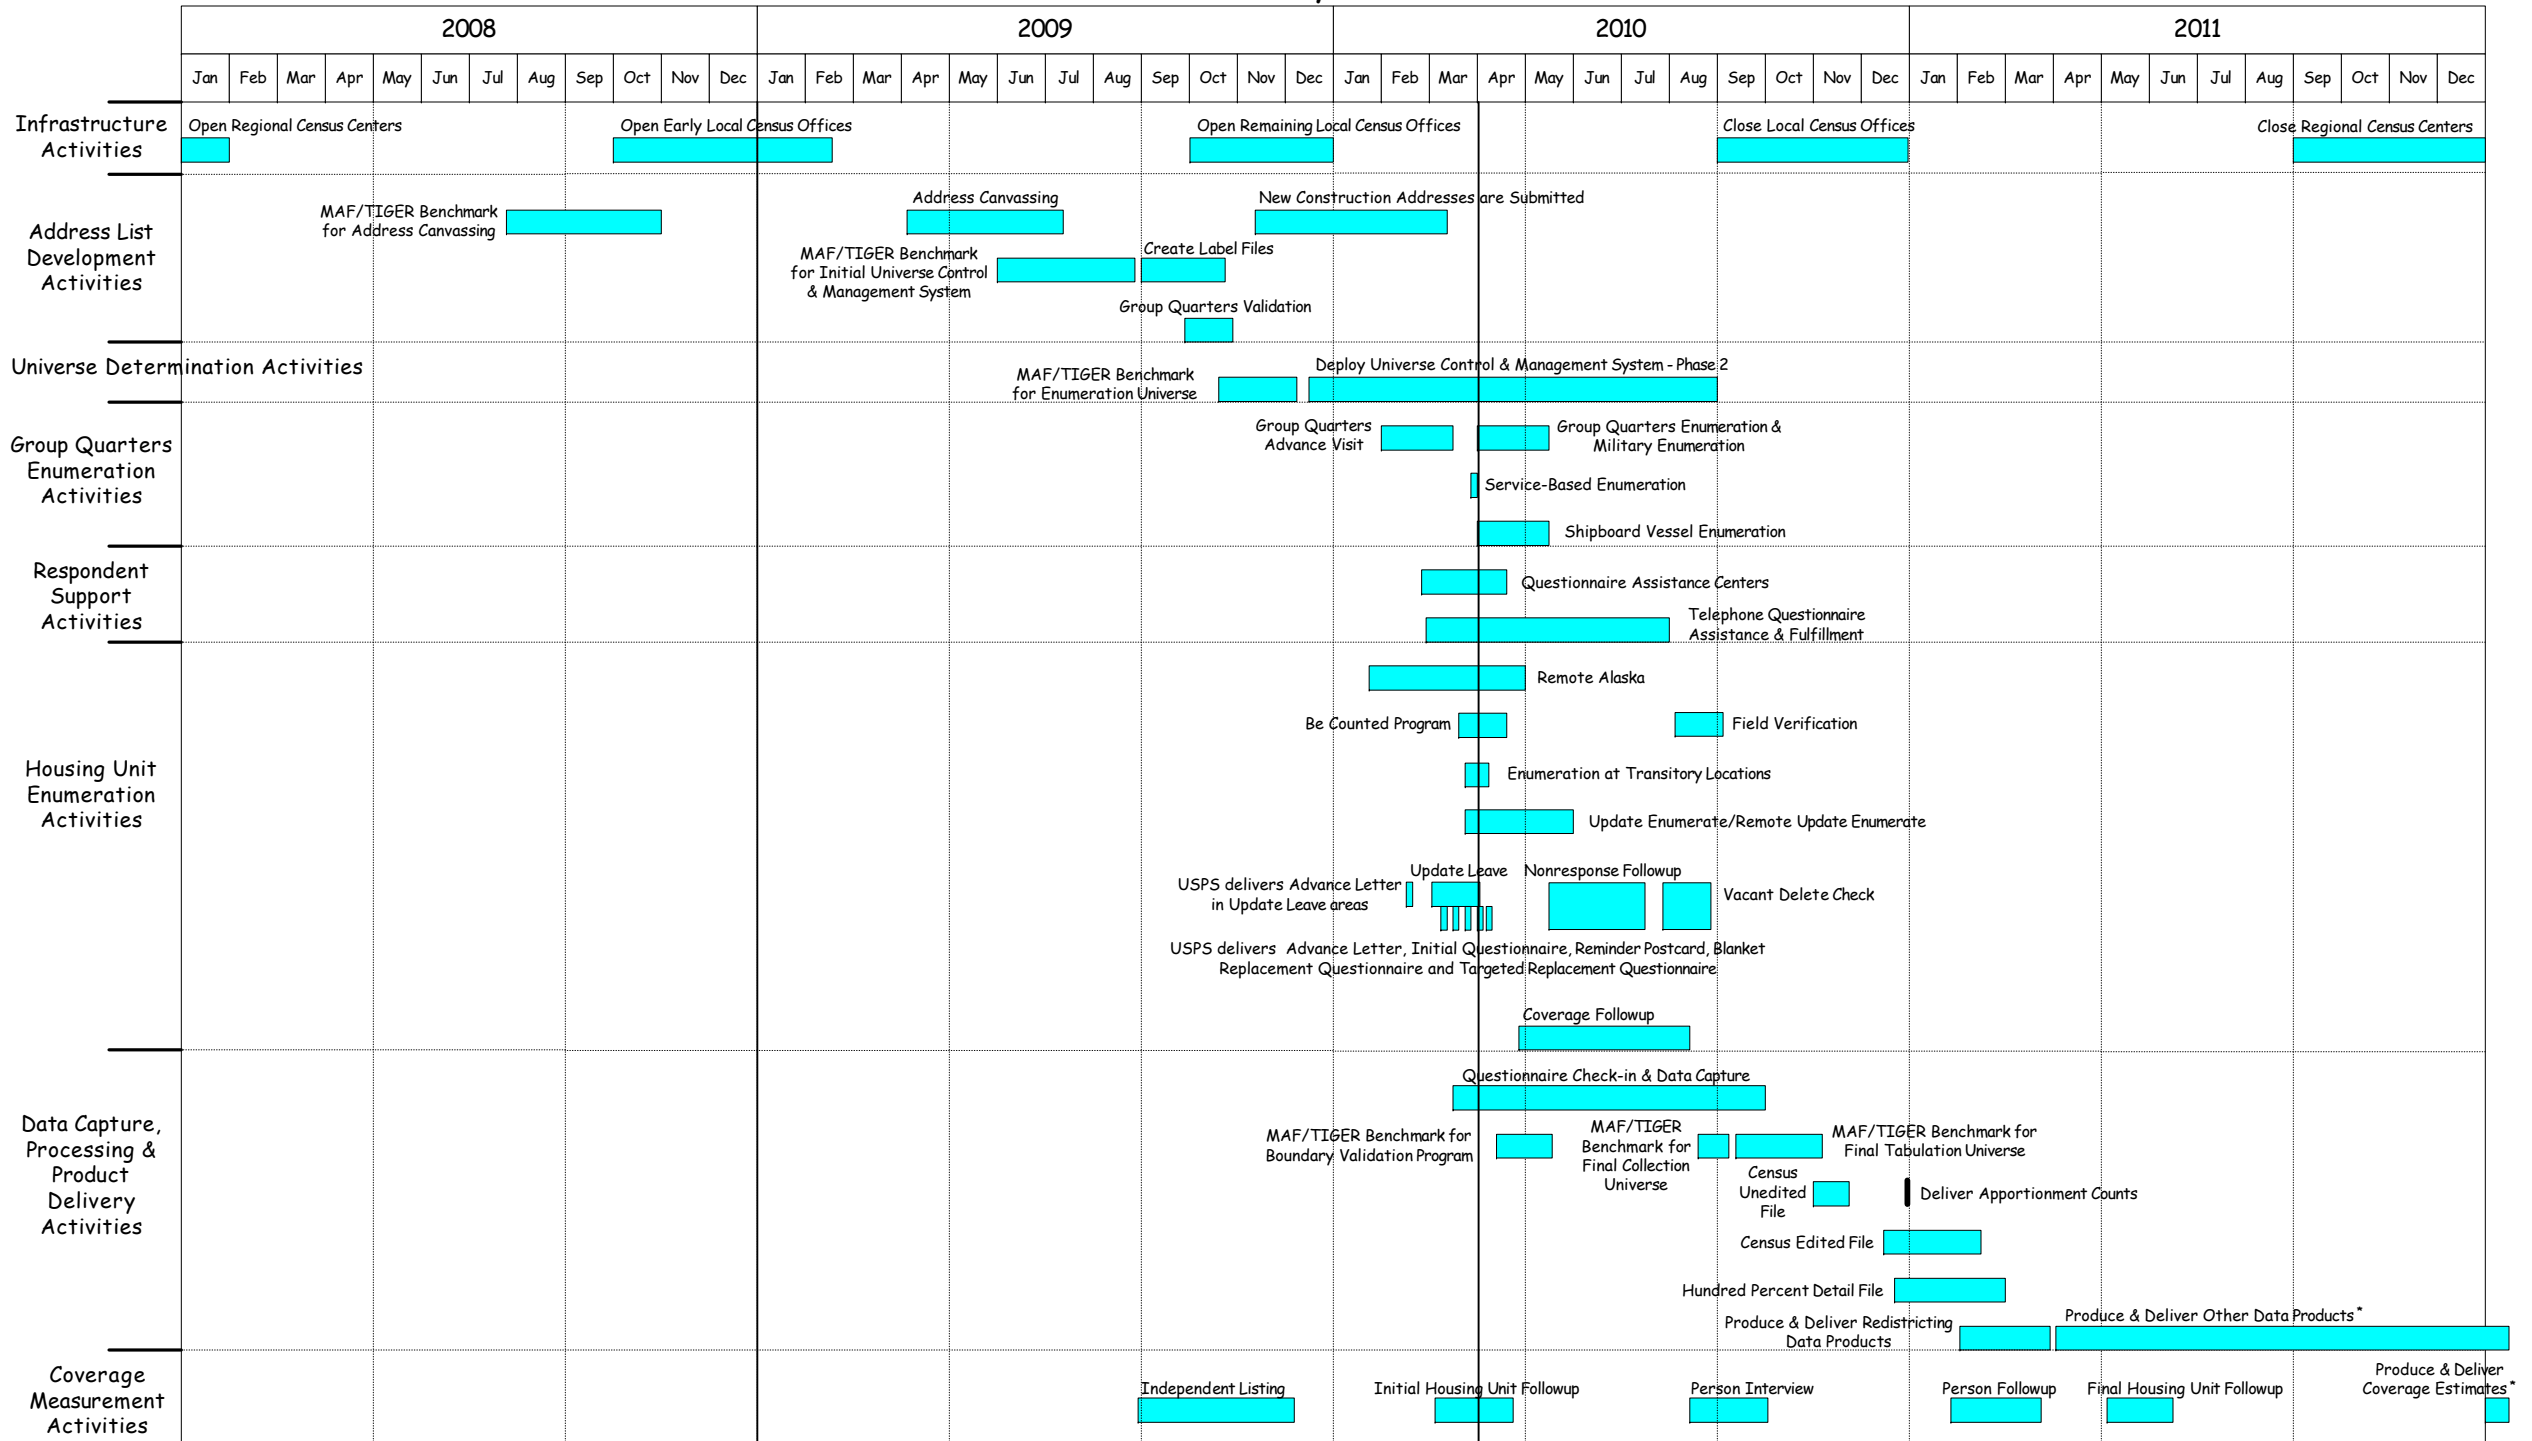 2008
2009
2010
2011
Jan Feb Mar Apr May Jun Jul Aug Sep Oct Nov Dec Jan Feb Mar Apr May Jun Jul Aug Sep Oct Nov Dec Jan Feb Mar Apr May Jun Jul Aug Sep Oct Nov Dec Jan Feb Mar Apr May Jun Jul Aug Sep Oct Nov Dec
Infrastructure
Activities
Open Regional Census Centers
Open Early Local Census Offices
Open Remaining Local Census Offices
Close Local Census Offices
Close Regional Census Centers
Address List
Development
Activities
MAF/TIGER Benchmark
for Address Canvassing
Address Canvassing
New Construction Addresses are Submitted
MAF/TIGER Benchmark
for Initial Universe Control
& Management System
Create Label Files
Group Quarters Validation
Universe Determination Activities
MAF/TIGER Benchmark
for Enumeration Universe
Deploy Universe Control & Management System - Phase 2
Group Quarters
Enumeration
Activities
Group Quarters
Advance Visit
Group Quarters Enumeration &
Military Enumeration
Service-Based Enumeration
Shipboard Vessel Enumeration
Respondent
Support
Activities
Questionnaire Assistance Centers
Telephone Questionnaire
Assistance & Fulfillment
Housing Unit
Enumeration
Activities
Remote Alaska
Be Counted Program
Field Verification
Enumeration at Transitory Locations
Update Enumerate/Remote Update Enumerate
USPS delivers Advance Letter
in Update Leave areas
Update Leave
Nonresponse Followup
Vacant Delete Check
USPS delivers Advance Letter, Initial Questionnaire, Reminder Postcard, Blanket
Replacement Questionnaire and Targeted Replacement Questionnaire
Coverage Followup
Data Capture,
Processing &
Product
Delivery
Activities
Questionnaire Check-in & Data Capture
MAF/TIGER Benchmark for
Boundary Validation Program
MAF/TIGER
Benchmark for
Final Collection
Universe
MAF/TIGER Benchmark for
Final Tabulation Universe
Census
Unedited
File
Deliver Apportionment Counts
Census Edited File
Hundred Percent Detail File
Produce & Deliver Redistricting
Data Products
Produce & Deliver Other Data Products*
Coverage
Measurement
Activities
Independent Listing
Initial Housing Unit Followup
Person Interview
Person Followup
Final Housing Unit Followup
Produce & Deliver
Coverage Estimates*